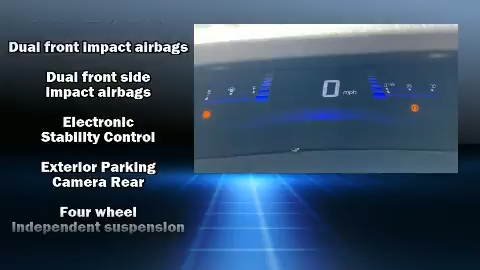 Dual front impact airbags
Dual front side
impact airbags
Electronic
Stability Control
Exterior Parking
Camera Rear
Four wheel
independent suspension
0 mph